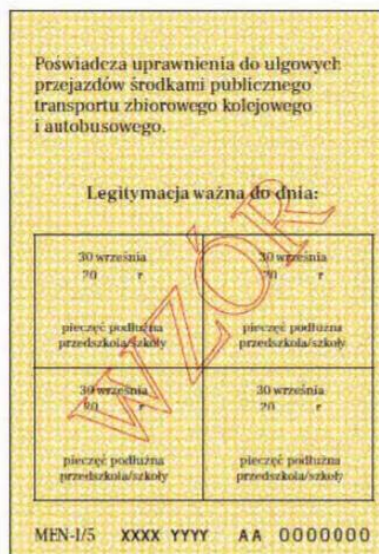 Poświadcza uprawnienia do ulgowych
przejazdów środkami publicznego
transportu zbiorowego kolejowego
i autobusowego.
Legitymacja ważna do dnia:
30 września
20 r
pieczęć podłużna
przedszkola/szkoły
30 września
20 r
pieczęć podłużna
przedszkola/szkoły
30 września
20 r
pieczęć podłużna
przedszkola/szkoły
30 września
20 r
pieczęć podłużna
przedszkola/szkoły
WZÓR
MEN-I/5 XXXX YYYY AA 0000000